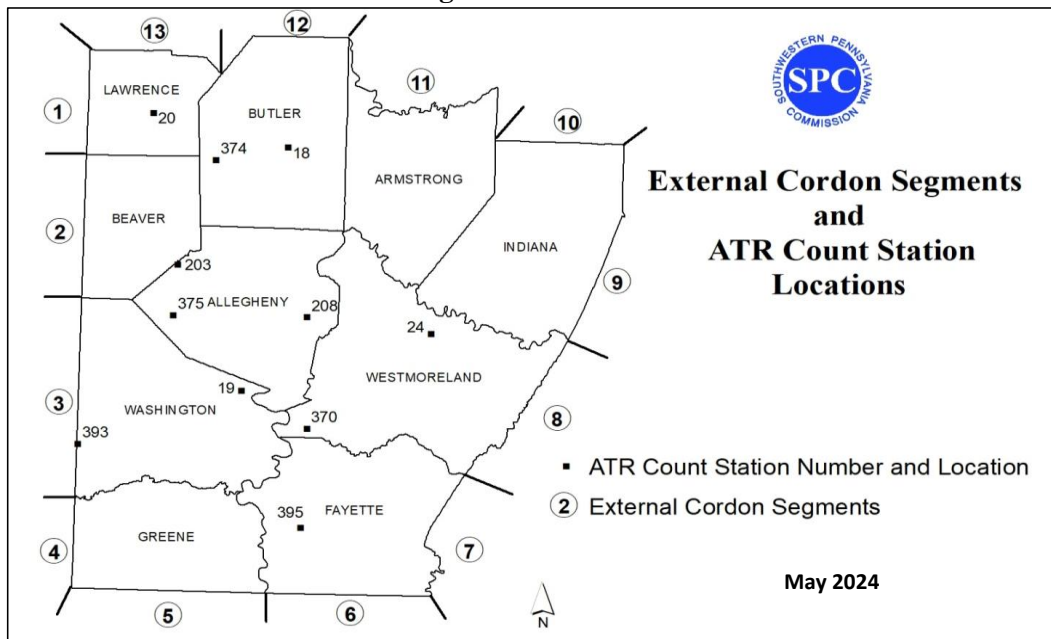 13
12
11
10
1
LAWRENCE
20
BUTLER
374
18
ARMSTRONG
SOUTHWESTERN PENNSYLVANIA
SPC
COMMISSION
External Cordon Segments
and
ATR Count Station
Locations
2
BEAVER
INDIANA
203
9
375
ALLEGHENY
208
24
WESTMORELAND
3
19
WASHINGTON
393
370
8
ATR Count Station Number and Location
2 External Cordon Segments
395
FAYETTE
GREENE
4
7
5
6
N
May 2024